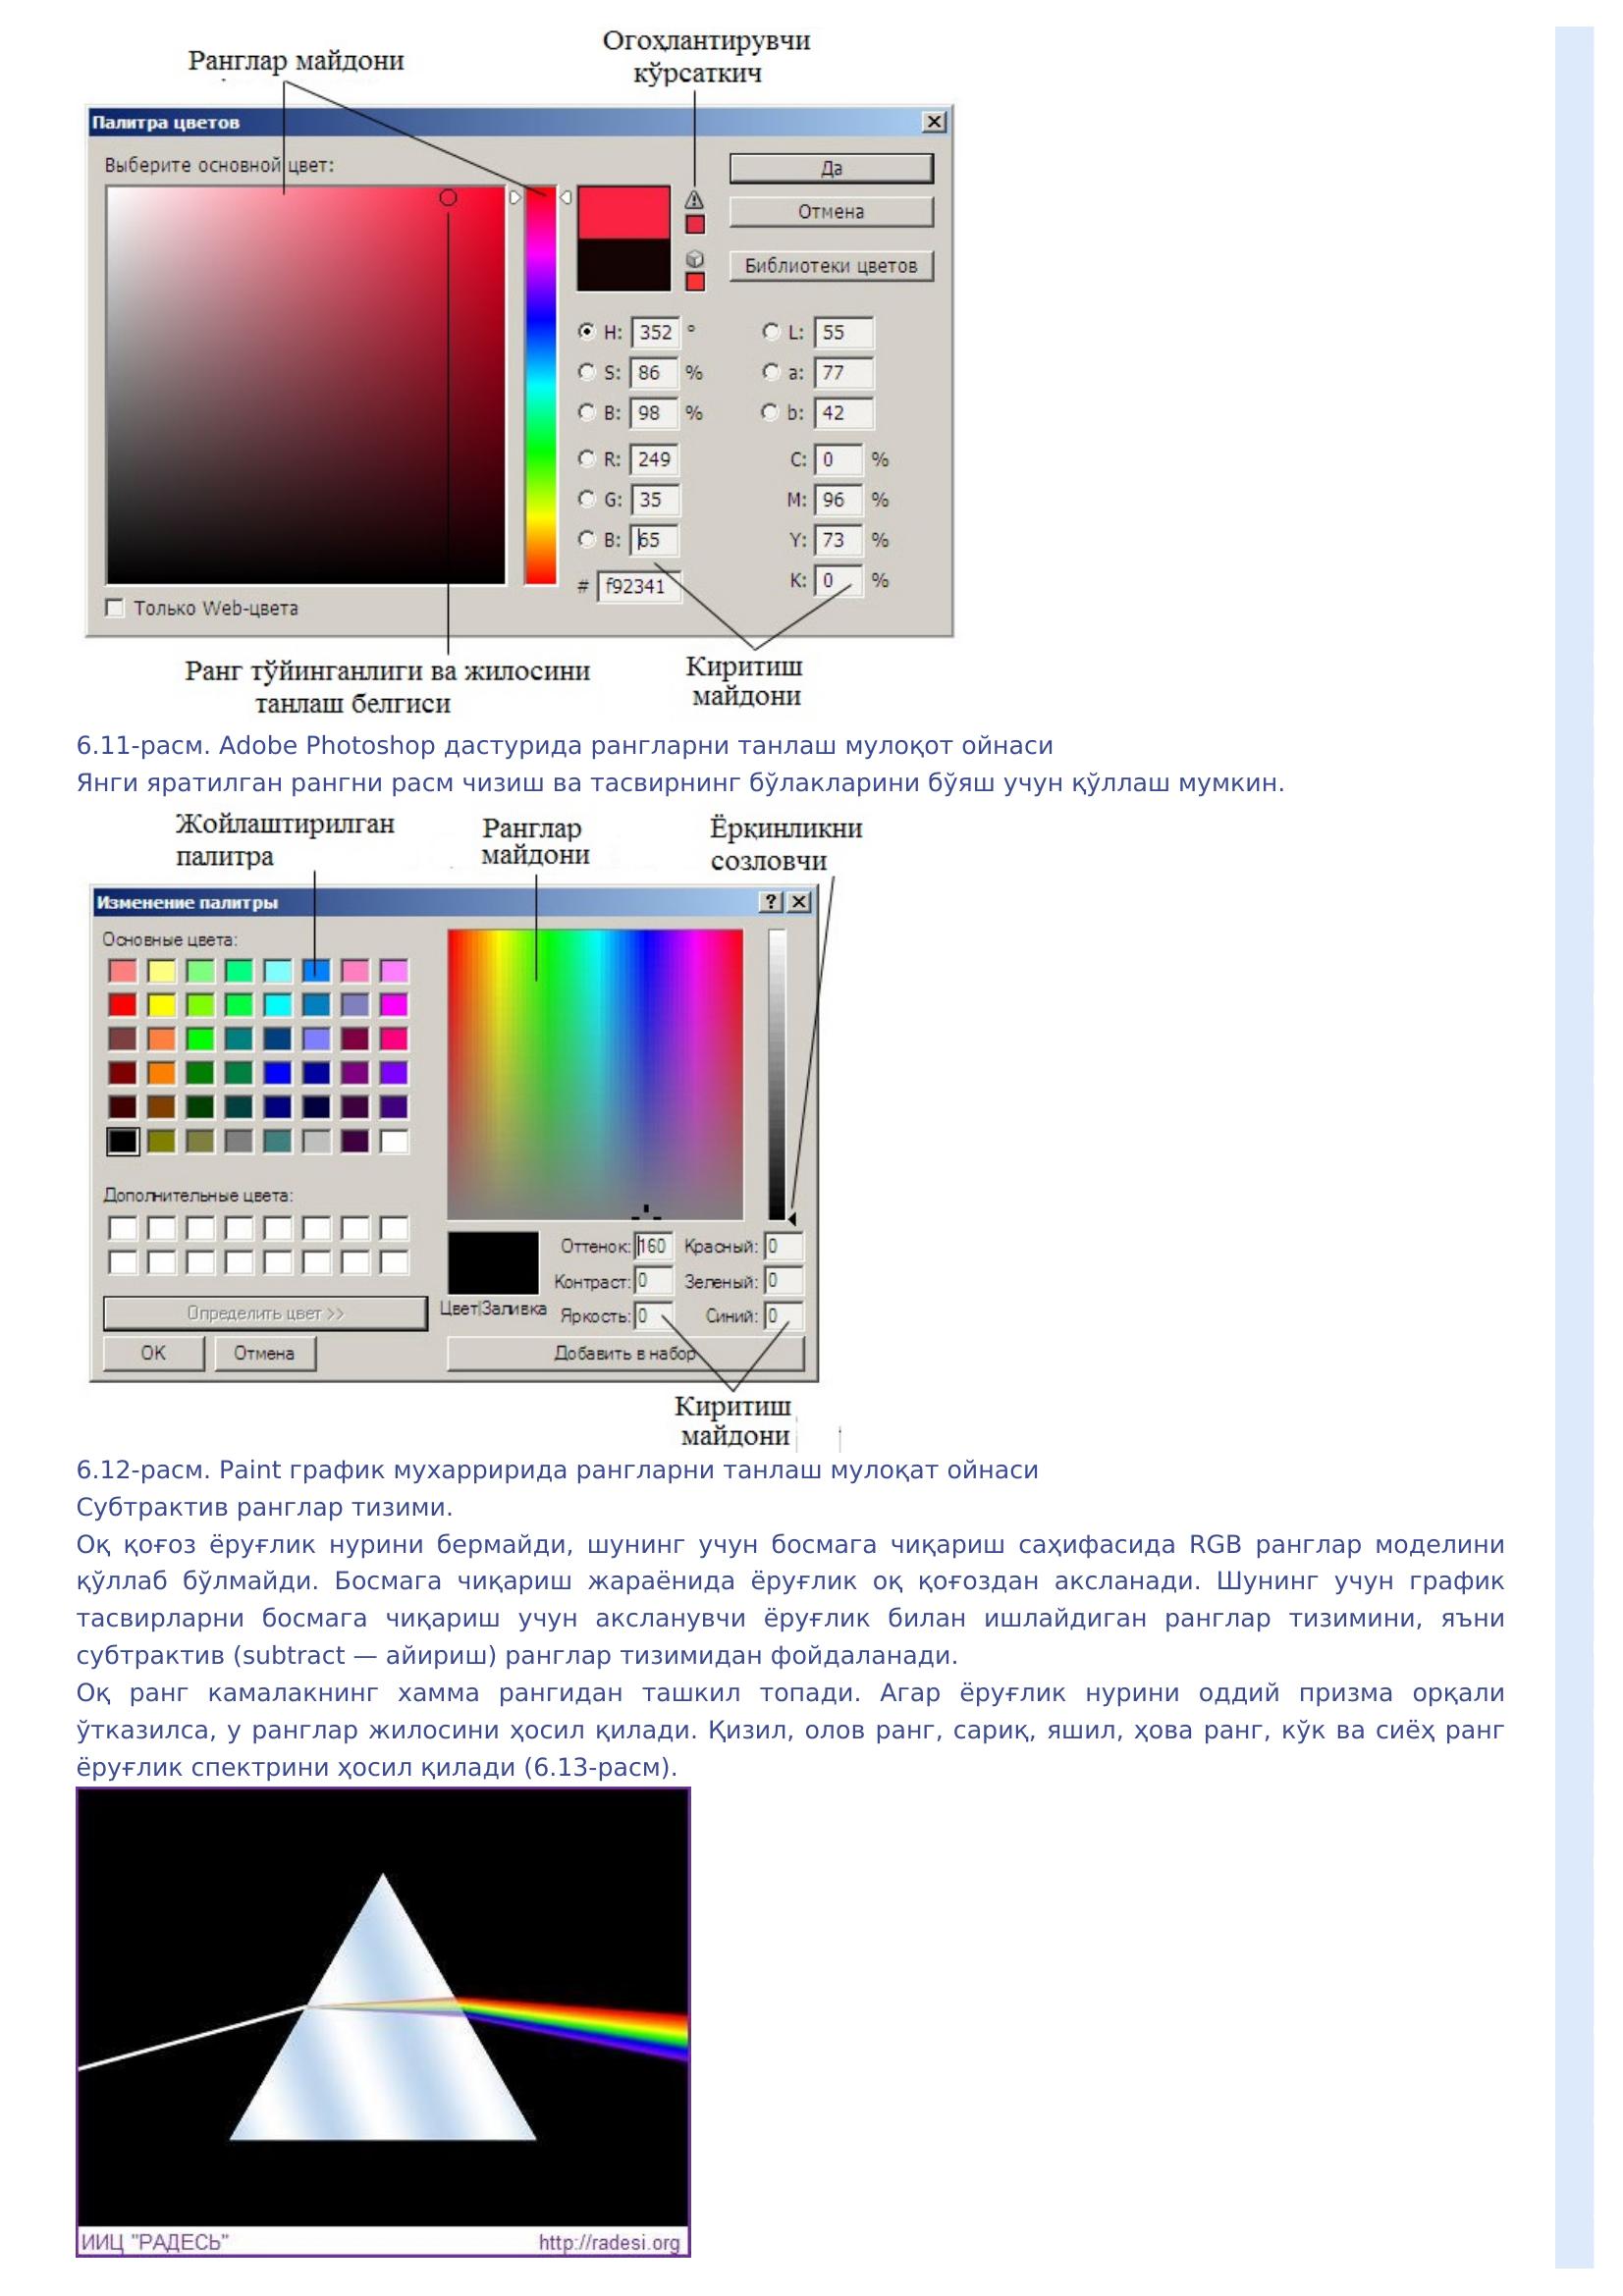 Ранглар майдони
Огоҳлантирувчи
кўрсаткич
Палитра цветов
Выберите основной цвет:
Да
Отмена
Библиотеки цветов
H: 352 °
L: 55
S: 86 %
a: 77
B: 98 %
b: 42
R: 249
C: 0 %
G: 35
M: 96 %
B: 65
Y: 73 %
# f92341
K: 0 %
Только Web-цвета
Ранг тўйинганлиги ва жилосини
танлаш белгиси
Киритиш
майдони
6.11-расм. Adobe Photoshop дастурида рангларни танлаш мулоқот ойнаси
Янги яратилган рангни расм чизиш ва тасвирнинг бўлакларини бўяш учун қўллаш мумкин.
Жойлаштирилган
палитра
Ранглар
майдони
Ёрқинликни
созловчи
Изменение палитры
Основные цвета:
Дополнительные цвета:
Оттенок: 160 Красный: 0
Контраст: 0 Зеленый: 0
Цвет|Заливка Яркость: 0 Синий: 0
Определить цвет >>
OK Отмена Добавить в набор
Киритиш
майдони
6.12-расм. Paint график мухарририда рангларни танлаш мулоқат ойнаси
Субтрактив ранглар тизими.
Оқ қоғоз ёруғлик нурини бермайди, шунинг учун босмага чиқариш саҳифасида RGB ранглар моделини
қўллаб бўлмайди. Босмага чиқариш жараёнида ёруғлик оқ қоғоздан аксланади. Шунинг учун график
тасвирларни босмага чиқариш учун аксланувчи ёруғлик билан ишлайдиган ранглар тизимини, яъни
субтрактив (subtract — айириш) ранглар тизимидан фойдаланади.
Оқ ранг камалакнинг хамма рангидан ташкил топади. Агар ёруғлик нурини оддий призма орқали
ўтказилса, у ранглар жилосини ҳосил қилади. Қизил, олов ранг, сариқ, яшил, ҳова ранг, кўк ва сиёҳ ранг
ёруғлик спектрини ҳосил қилади (6.13-расм).
ИИЦ "РАДЕСЬ" http://radesi.org